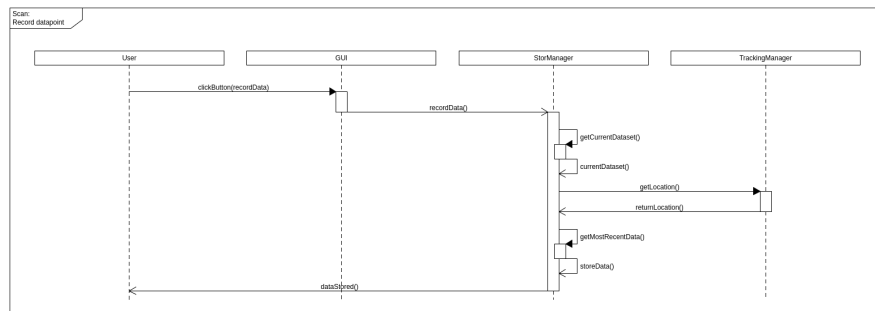 Scan:
Record datapoint
User
GUI
StorManager
TrackingManager
clickButton(recordData)
recordData()
getCurrentDataset()
currentDataset()
getLocation()
returnLocation()
getMostRecentData()
storeData()
dataStored()